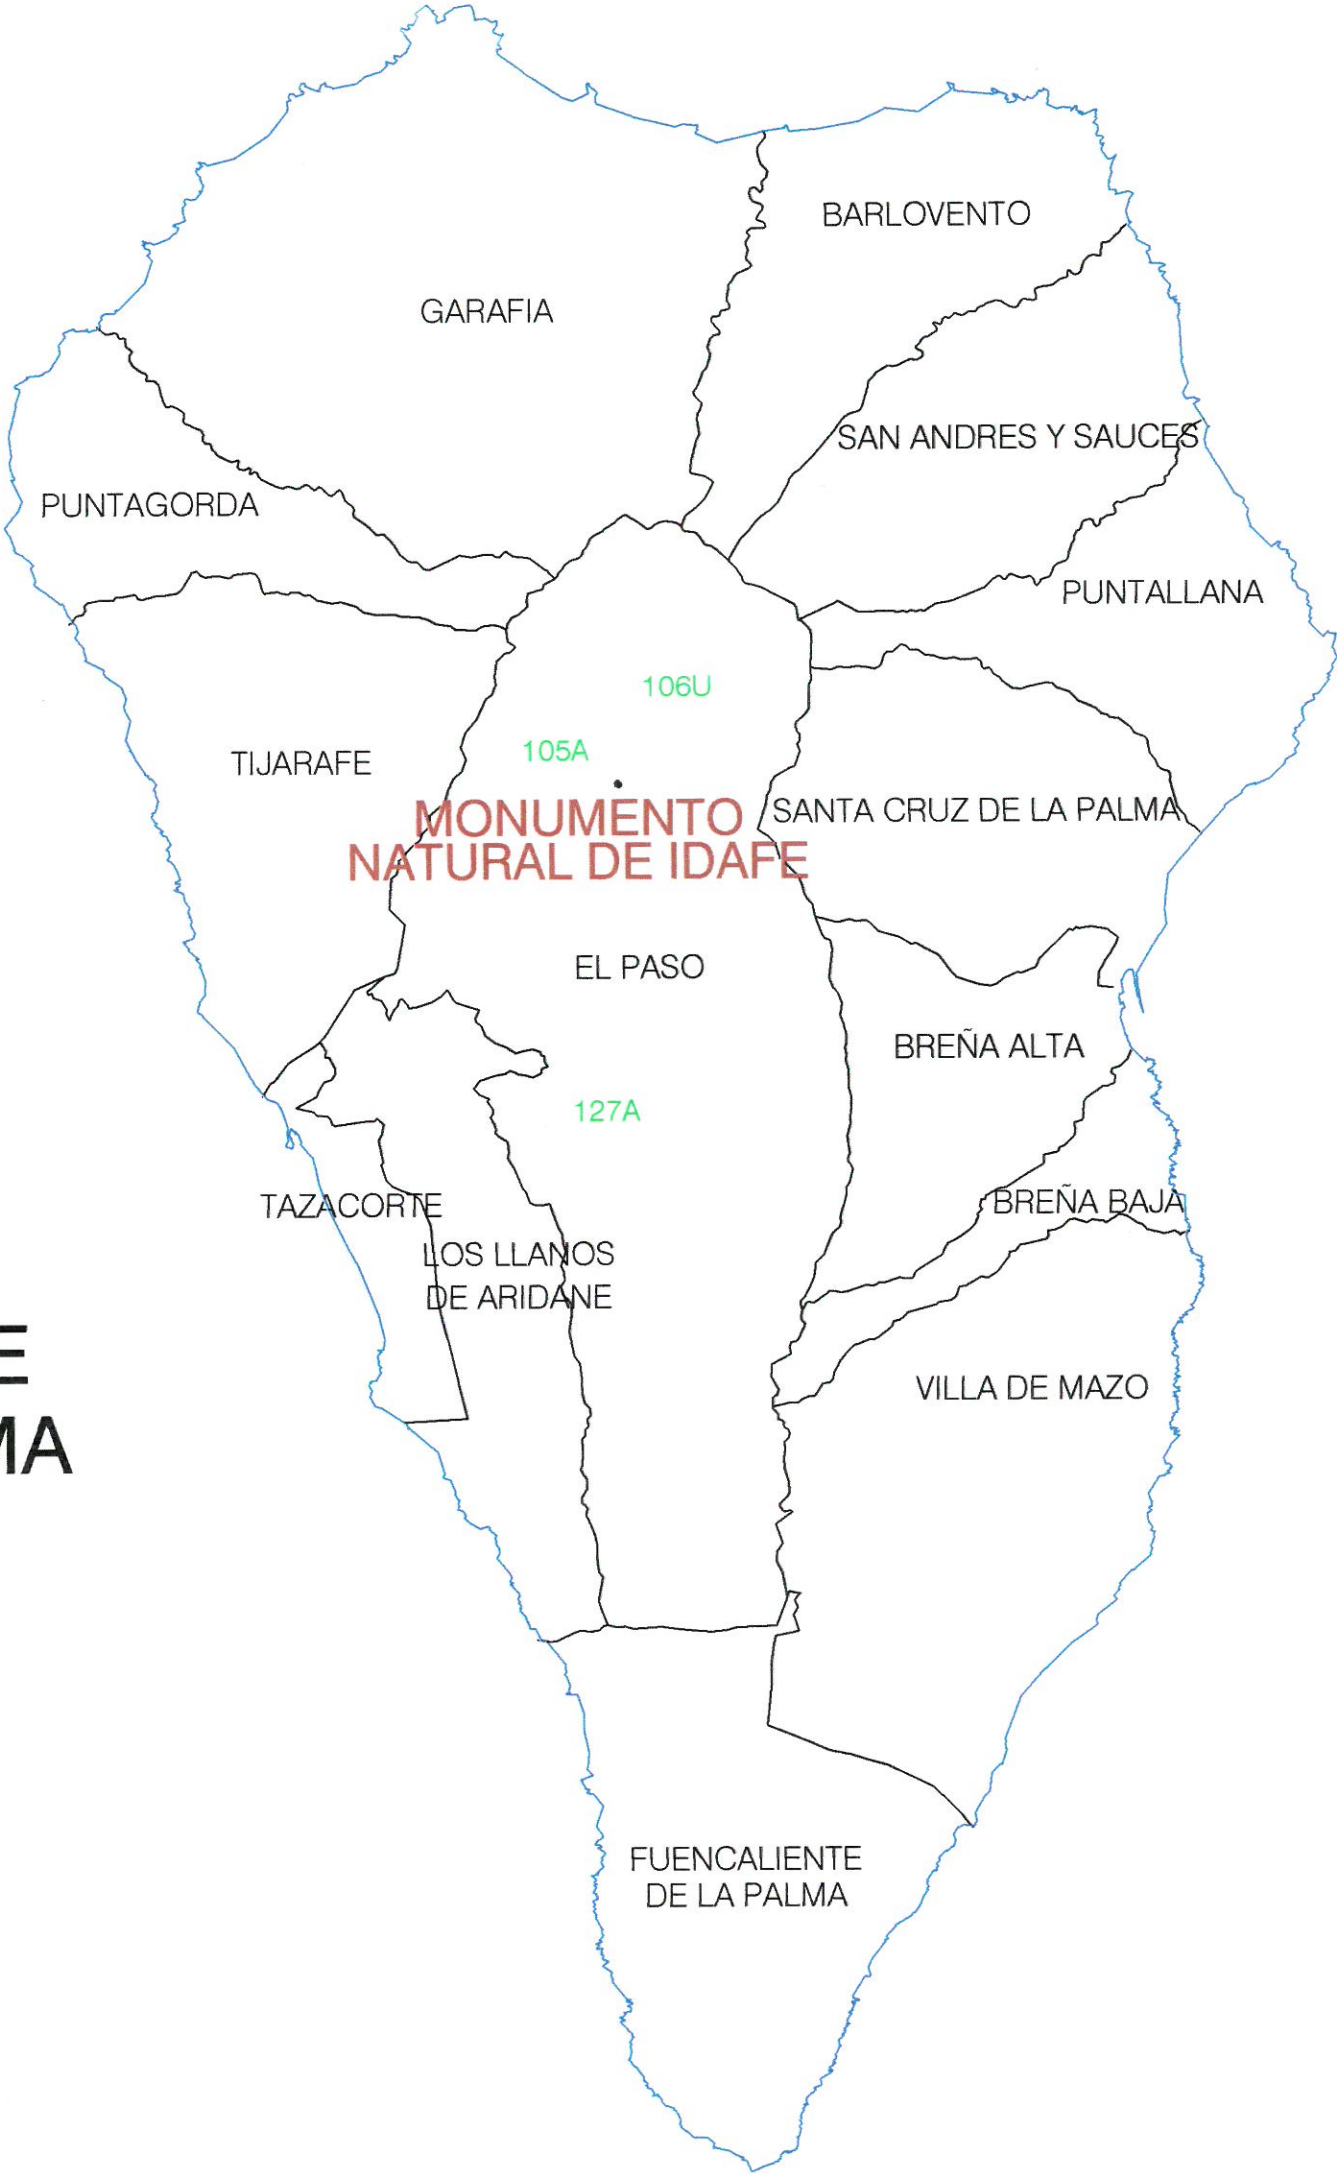 BARLOVENTO
GARAFIA
SAN ANDRES Y SAUCES
PUNTAGORDA
PUNTALLANA
106U
105A
TIJARAFE
MONUMENTO
NATURAL DE IDAFE
SANTA CRUZ DE LA PALMA
EL PASO
BREÑA ALTA
127A
TAZACORTE
BREÑA BAJA
LOS LLANOS
DE ARIDANE
E
MA
VILLA DE MAZO
FUENCALIENTE
DE LA PALMA